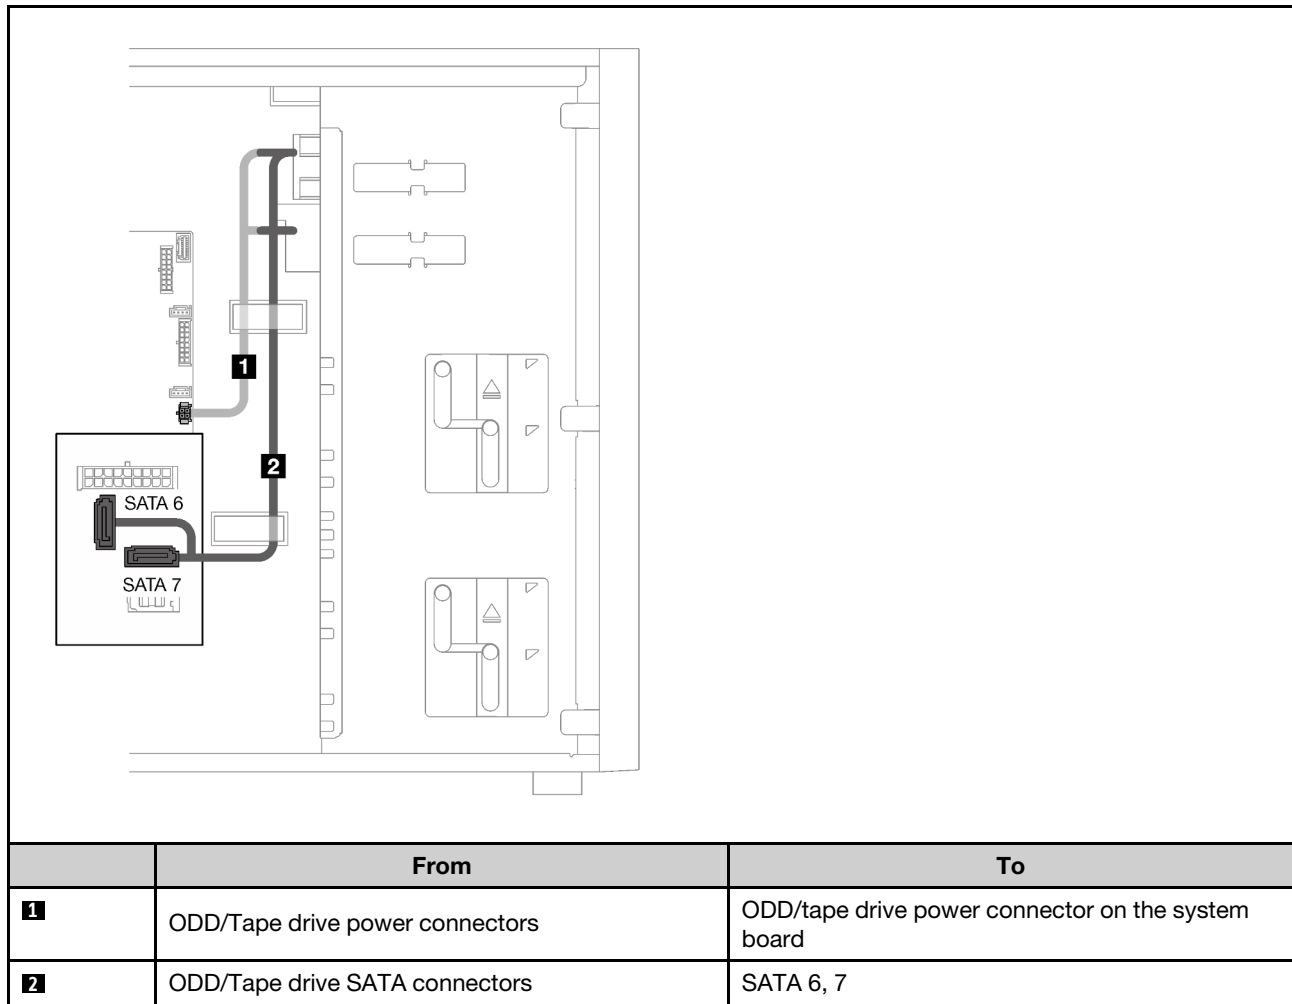 1
2
SATA 6
SATA 7
From
To
1
ODD/Tape drive power connectors
ODD/tape drive power connector on the system
board
2
ODD/Tape drive SATA connectors
SATA 6, 7